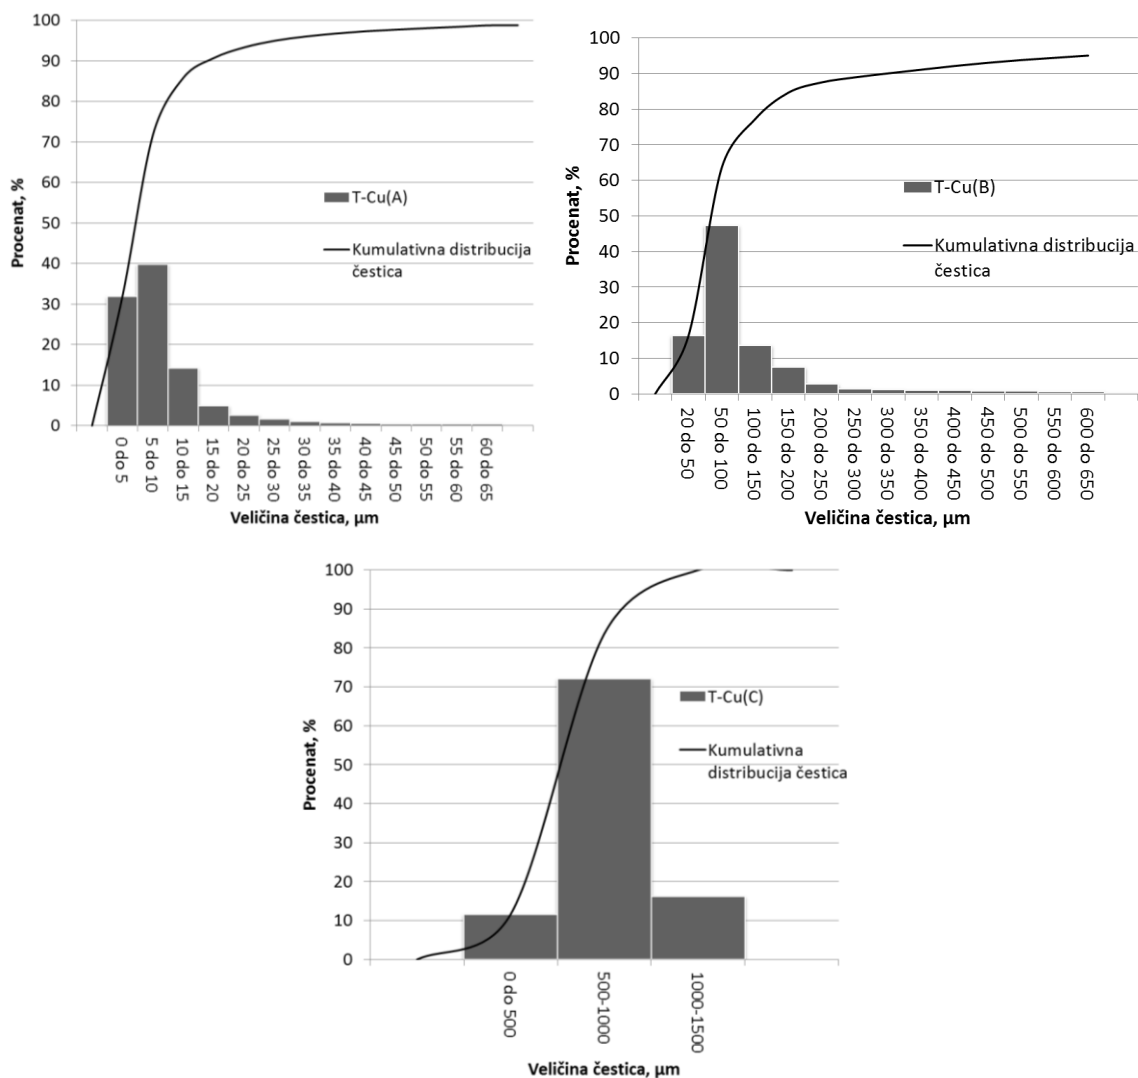 100
90
80
70
60
50
40
30
20
10
0
Procenat, %
T-Cu(A)
Kumulativna distribucija
čestica
0 do 5
5 do 10
10 do 15
15 do 20
20 do 25
25 do 30
30 do 35
35 do 40
40 do 45
45 do 50
50 do 55
55 do 60
60 do 65
Veličina čestica, µm
100
90
80
70
60
50
40
30
20
10
0
Procenat, %
T-Cu(B)
Kumulativna distribucija
čestica
20 do 50
50 do 100
100 do 150
150 do 200
200 do 250
250 do 300
300 do 350
350 do 400
400 do 450
450 do 500
500 do 550
550 do 600
600 do 650
Veličina čestica, µm
100
90
80
70
60
50
40
30
20
10
0
Procenat, %
T-Cu(C)
Kumulativna
distribucija čestica
0 do 500
500-1000
1000-1500
Veličina čestica, µm